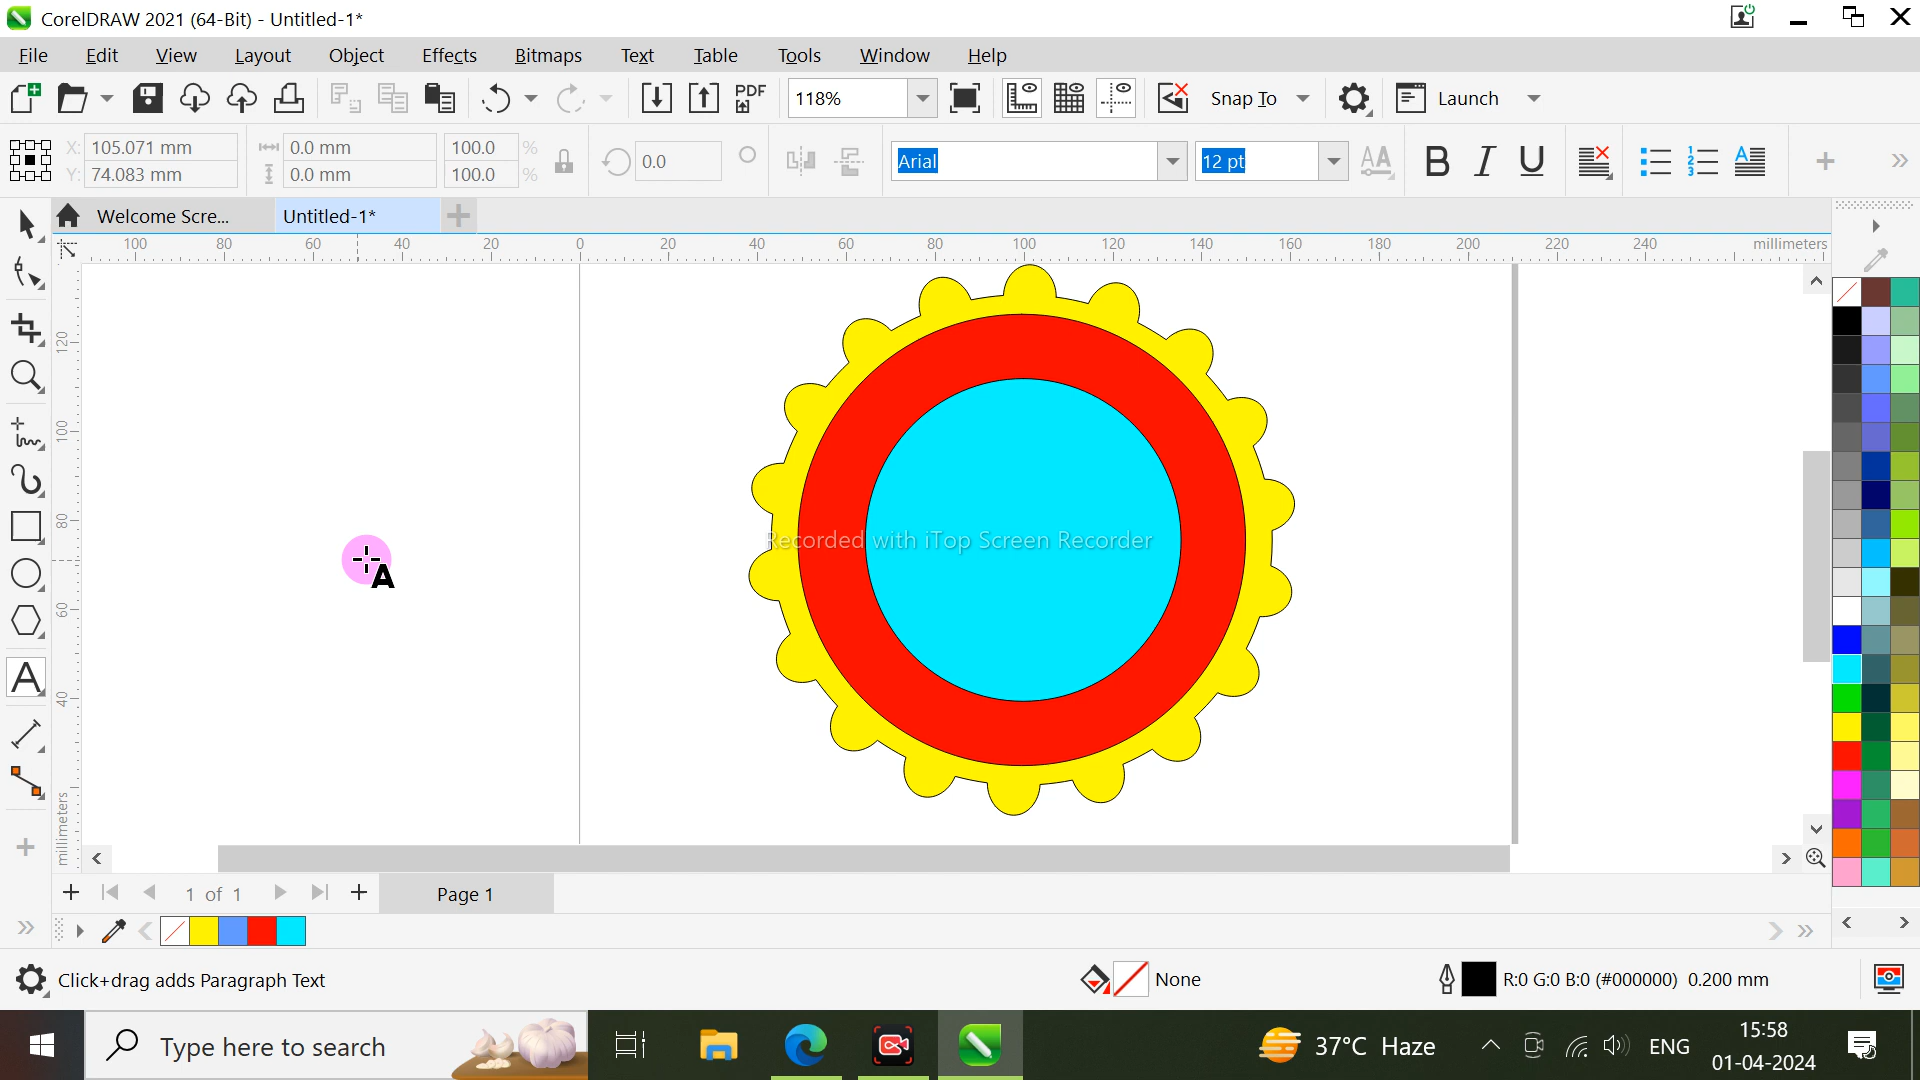 CorelDRAW 2021 (64-Bit) - Untitled-1*
File Edit View Layout Object Effects Bitmaps Text Table Tools Window Help
PDF 118% Snap To Launch
X: 105.071 mm 0.0 mm 100.0 % 0.0 Arial 12 pt AA B I U
Y: 74.083 mm 0.0 mm 100.0 %
Welcome Scre... Untitled-1*
100 80 60 40 20 0 20 40 60 80 100 120 140 160 180 200 220 240 millimeters
120
100
80
60
40
millimeters
Recorded with iTop Screen Recorder
A
1 of 1 Page 1
Click+drag adds Paragraph Text None R:0 G:0 B:0 (#000000) 0.200 mm
Type here to search 37°C Haze ENG 15:58
01-04-2024